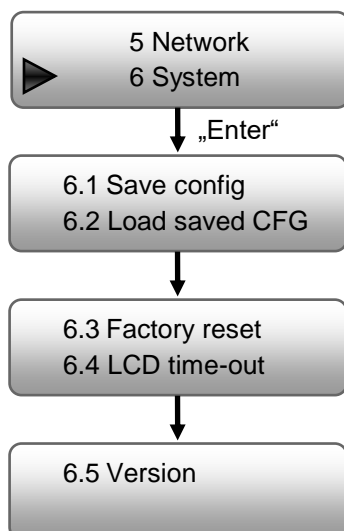 5 Network
6 System
„Enter“
6.1 Save config
6.2 Load saved CFG
6.3 Factory reset
6.4 LCD time-out
6.5 Version